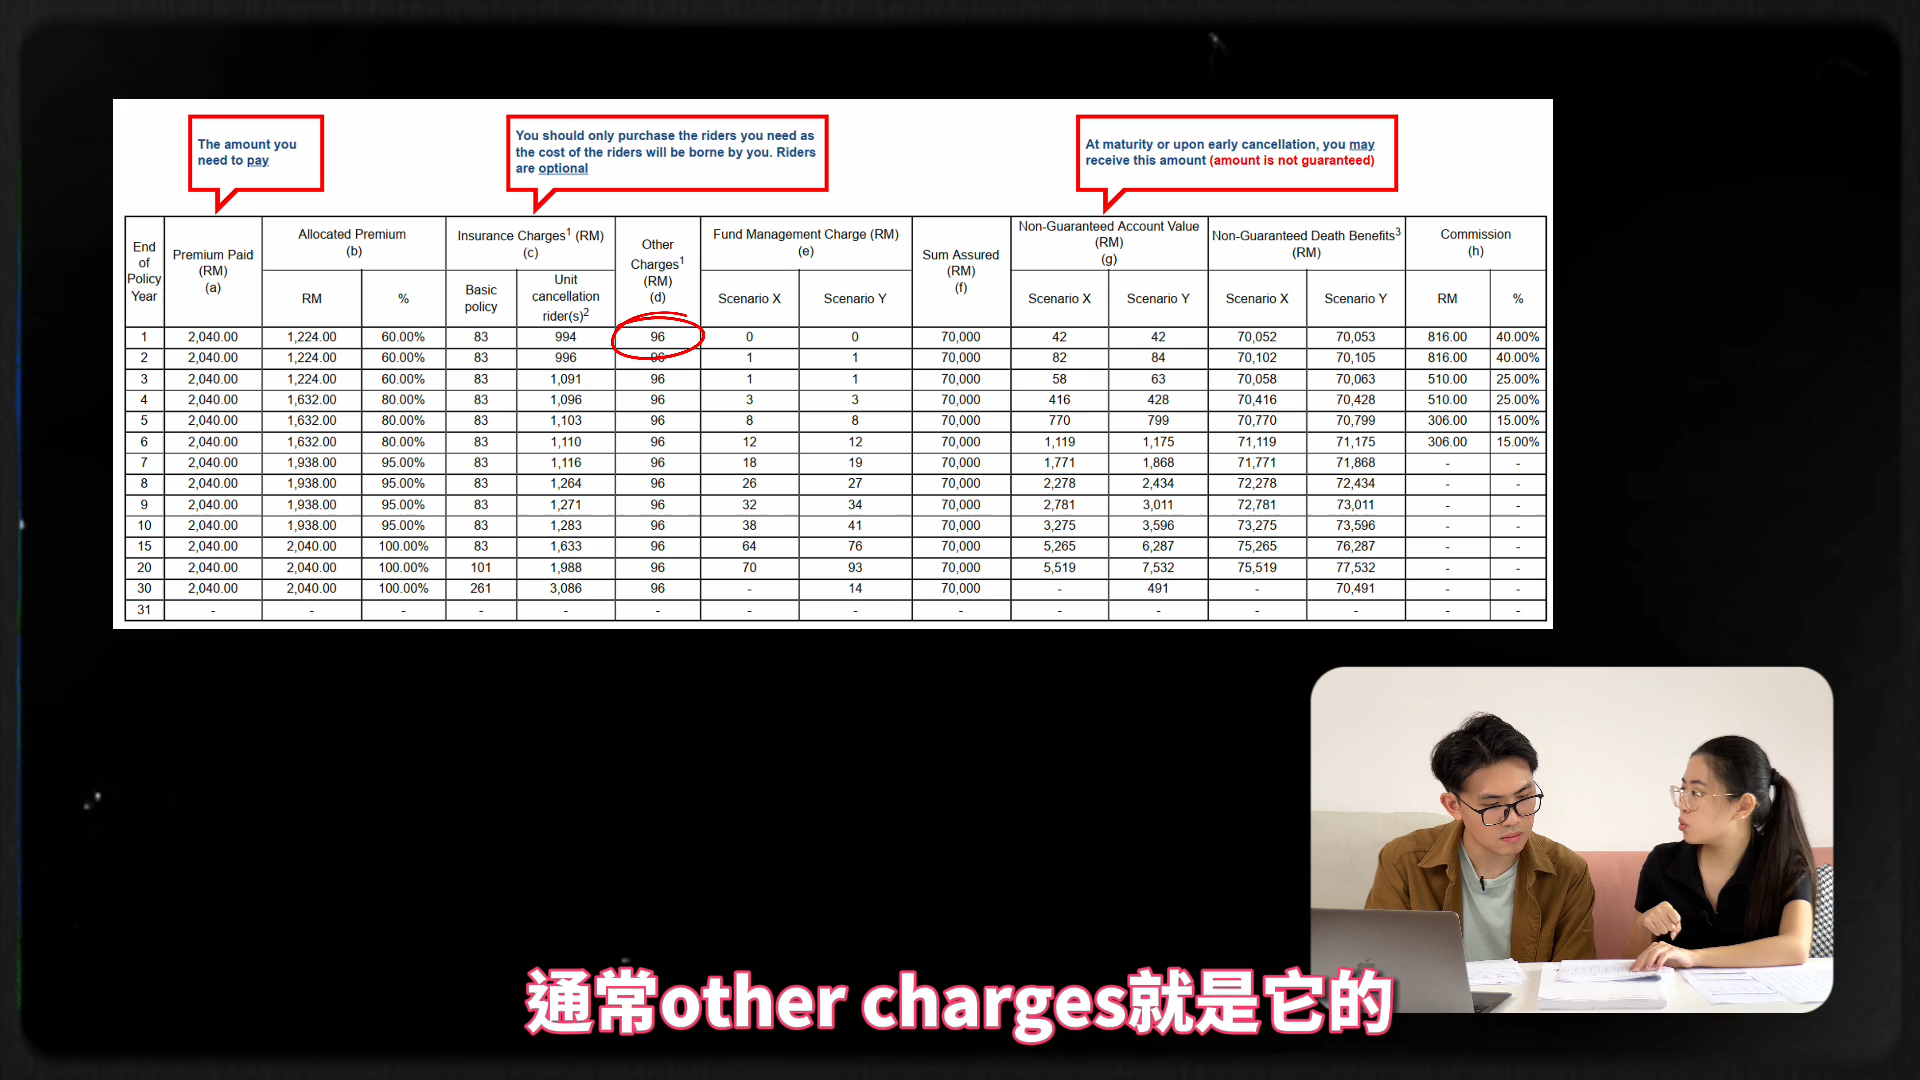 The amount you
need to pay
You should only purchase the riders you need as
the cost of the riders will be borne by you. Riders
are optional
At maturity or upon early cancellation, you may
receive this amount (amount is not guaranteed)
End of Policy Year Premium Paid (RM) (a) Allocated Premium (b) Insurance Charges1 (RM) (c) Other Charges1 (RM) (d) Fund Management Charge (RM) (e) Sum Assured (RM) (f) Non-Guaranteed Account Value (RM) (g) Non-Guaranteed Death Benefits3 (RM) Commission (h)
RM % Basic policy Unit cancellation rider(s)2 Scenario X Scenario Y Scenario X Scenario Y Scenario X Scenario Y RM %
1 2,040.00 1,224.00 60.00% 83 994 96 0 0 70,000 42 42 70,052 70,053 816.00 40.00%
2 2,040.00 1,224.00 60.00% 83 996 96 1 1 70,000 82 84 70,102 70,105 816.00 40.00%
3 2,040.00 1,224.00 60.00% 83 1,091 96 1 1 70,000 58 63 70,058 70,063 510.00 25.00%
4 2,040.00 1,632.00 80.00% 83 1,096 96 3 3 70,000 416 428 70,416 70,428 510.00 25.00%
5 2,040.00 1,632.00 80.00% 83 1,103 96 8 8 70,000 770 799 70,770 70,799 306.00 15.00%
6 2,040.00 1,632.00 80.00% 83 1,110 96 12 12 70,000 1,119 1,175 71,119 71,175 306.00 15.00%
7 2,040.00 1,938.00 95.00% 83 1,116 96 18 19 70,000 1,771 1,868 71,771 71,868 - -
8 2,040.00 1,938.00 95.00% 83 1,264 96 26 27 70,000 2,278 2,434 72,278 72,434 - -
9 2,040.00 1,938.00 95.00% 83 1,271 96 32 34 70,000 2,781 3,011 72,781 73,011 - -
10 2,040.00 1,938.00 95.00% 83 1,283 96 38 41 70,000 3,275 3,596 73,275 73,596 - -
15 2,040.00 2,040.00 100.00% 83 1,633 96 64 76 70,000 5,265 6,287 75,265 76,287 - -
20 2,040.00 2,040.00 100.00% 101 1,988 96 70 93 70,000 5,519 7,532 75,519 77,532 - -
30 2,040.00 2,040.00 100.00% 261 3,086 96 - 14 70,000 - 491 - 70,491 - -
31 - - - - - - - - - - - - - - -
通常other charges就是它的